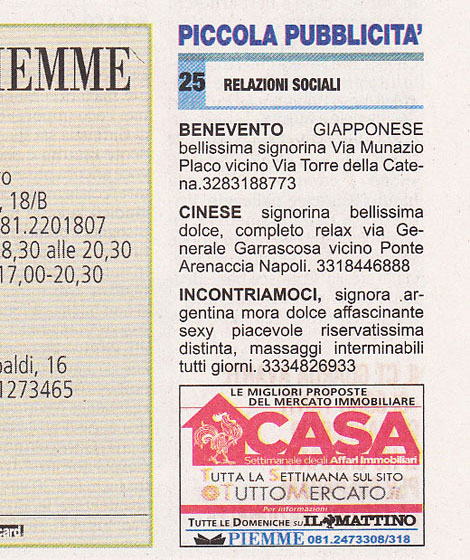 IEMME
, 18/B
81.2201807
8,30 alle 20,30
17,00-20,30
baldi, 16
1273465
card
PICCOLA PUBBLICITA'
25 RELAZIONI SOCIALI
BENEVENTO GIAPPONESE
bellissima signorina Via Munazio
Placo vicino Via Torre della Cate-
na.3283188773
CINESE signorina bellissima
dolce, completo relax via Ge-
nerale Garrascosa vicino Ponte
Arenaccia Napoli. 3318446888
INCONTRIAMOCI, signora ar-
gentina mora dolce affascinante
sexy piacevole riservatissima
distinta, massaggi interminabili
tutti giorni. 3334826933
LE MIGLIORI PROPOSTE
DEL MERCATO IMMOBILIARE
CASA
Settimanale degli Affari Immobiliari
TUTTA LA SETTIMANA SUL SITO
TUTTOMERCATO.it
Per informazioni
TUTTE LE DOMENICHE SU IL MATTINO
PIEMME 081.2473308/318